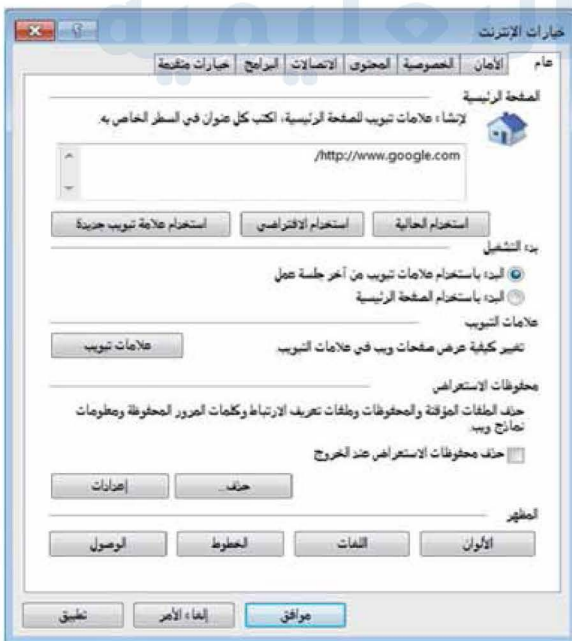 الإنترنت
خيارات الإنترنت
عام الأمان الخصوصية المحتوى الاتصالات البرامج خيارات متقدمة
الصفحة الرئيسية
لإنشاء علامات تبويب للصفحة الرئيسية، اكتب كل عنوان في السطر الخاص به.
http://www.google.com/
استخدام الحالية استخدام الافتراضي استخدام علامة تبويب جديدة
بدء التشغيل
البدء باستخدام علامات تبويب من آخر جلسة عمل
البدء باستخدام الصفحة الرئيسية
علامات التبويب
تغيير كيفية عرض صفحات ويب في علامات التبويب علامات تبويب
محفوظات الاستعراض
حذف الملفات المؤقتة والمحفوظات وملفات تعريف الارتباط وكلمات المرور المحفوظة ومعلومات
نماذج ويب.
حذف محفوظات الاستعراض عند الخروج
حذف... إعدادات
المظهر
الألوان اللغات الخطوط الوصول
موافق إلغاء الأمر تطبيق